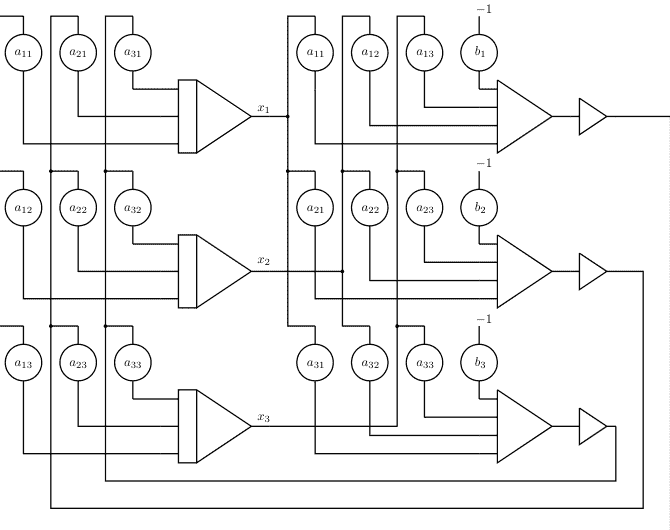 −1
a₁₁ a₂₁ a₃₁ a₁₁ a₁₂ a₁₃ b₁
x₁
−1
a₁₂ a₂₂ a₃₂ a₂₁ a₂₂ a₂₃ b₂
x₂
−1
a₁₃ a₂₃ a₃₃ a₃₁ a₃₂ a₃₃ b₃
x₃